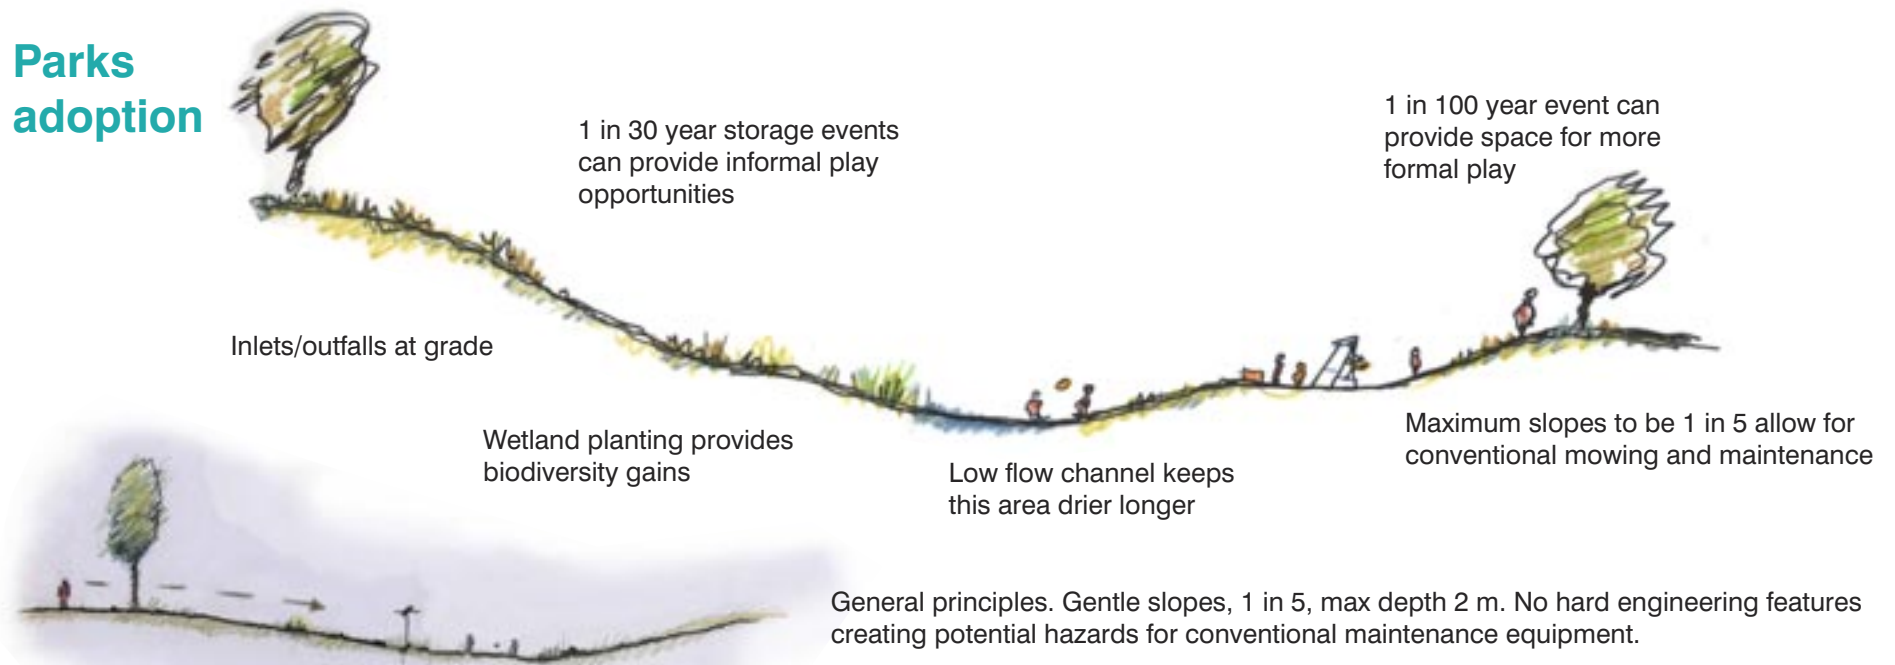 Parks
adoption
1 in 30 year storage events
can provide informal play
opportunities
1 in 100 year event can
provide space for more
formal play
Inlets/outfalls at grade
Wetland planting provides
biodiversity gains
Low flow channel keeps
this area drier longer
Maximum slopes to be 1 in 5 allow for
conventional mowing and maintenance
General principles. Gentle slopes, 1 in 5, max depth 2 m. No hard engineering features
creating potential hazards for conventional maintenance equipment.